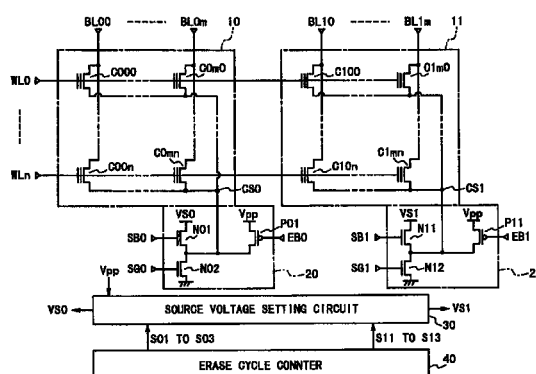 BL00 BL0m 10 BL10 BL1m 11
WL0 C000 C0m0 C100 C1m0
WLn C00n C0mn C10n C1mn
CS0 CS1
VS0 N01 Vpp P01 VS1 N11 Vpp P11
SB0 EB0 SB1 EB1
SG0 N02 20 SG1 N12 2
Vpp
VS0 SOURCE VOLTAGE SETTING CIRCUIT VS1
30
S01 TO S03 S11 TO S13
40
ERASE CYCLE CONNTER